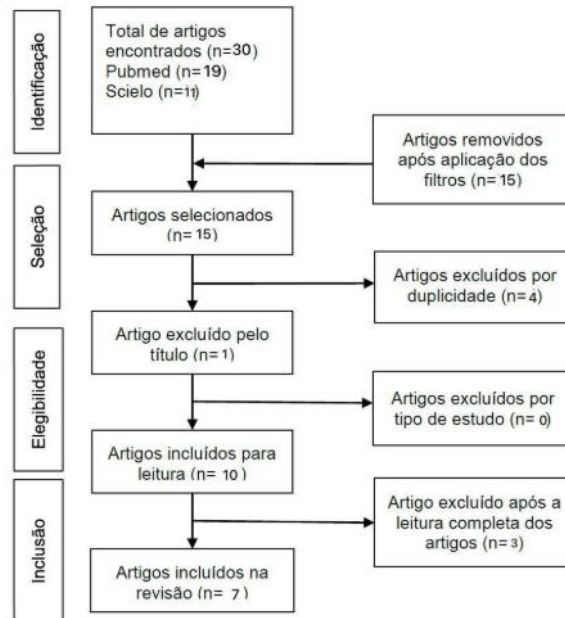 Identificação
Total de artigos
encontrados (n=30)
Pubmed (n=19)
Scielo (n=11)
Artigos removidos
após aplicação dos
filtros (n= 15)
Seleção
Artigos selecionados
(n=15)
Artigos excluídos por
duplicidade (n=4)
Elegibilidade
Artigo excluído pelo
título (n=1)
Artigos excluídos por
tipo de estudo (n=0)
Artigos incluídos para
leitura (n= 10)
Inclusão
Artigo excluído após a
leitura completa dos
artigos (n=3)
Artigos incluídos na
revisão (n= 7)